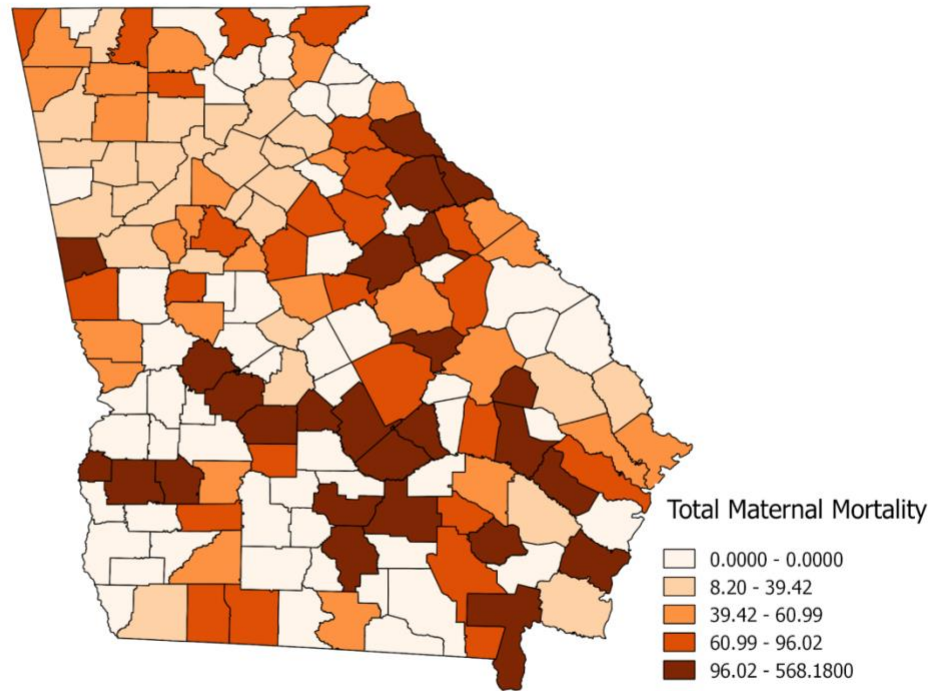 Total Maternal Mortality
0.0000 - 0.0000
8.20 - 39.42
39.42 - 60.99
60.99 - 96.02
96.02 - 568.1800